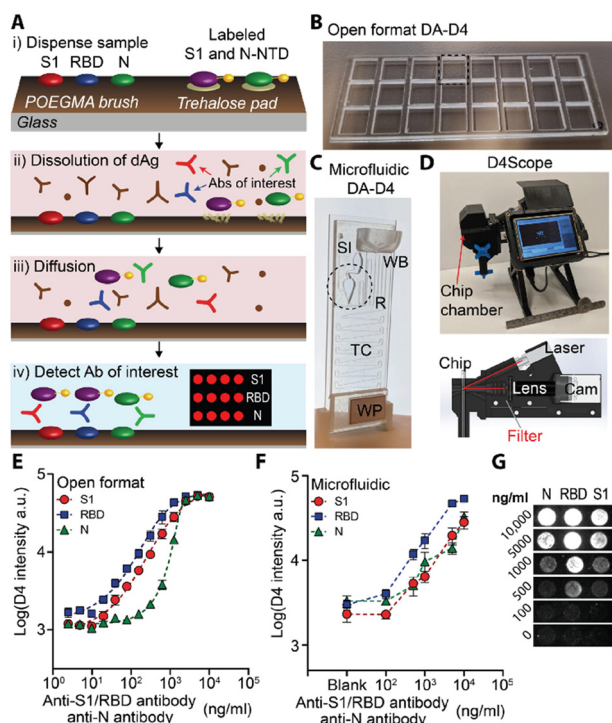 A
i) Dispense sample
S1 RBD N
Labeled
S1 and N-NTD
POEGMA brush
Trehalose pad
Glass
ii) Dissolution of dAg
Abs of interest
iii) Diffusion
iv) Detect Ab of interest
S1
RBD
N
B
Open format DA-D4
C
Microfluidic
DA-D4
SI
WB
R
TC
WP
D
D4Scope
Chip
chamber
Laser
Chip
Lens
Cam
Filter
E
Open format
S1
RBD
N
Log(D4 intensity a.u.)
5
4
3
10⁰ 10¹ 10² 10³ 10⁴ 10⁵
Anti-S1/RBD antibody
anti-N antibody
(ng/ml)
F
Microfluidic
S1
RBD
N
Log(D4 intensity a.u.)
5
4
3
Blank 10² 10³ 10⁴
Anti-S1/RBD antibody
anti-N antibody
(ng/ml)
G
ng/ml N RBD S1
10,000
5000
1000
500
100
0